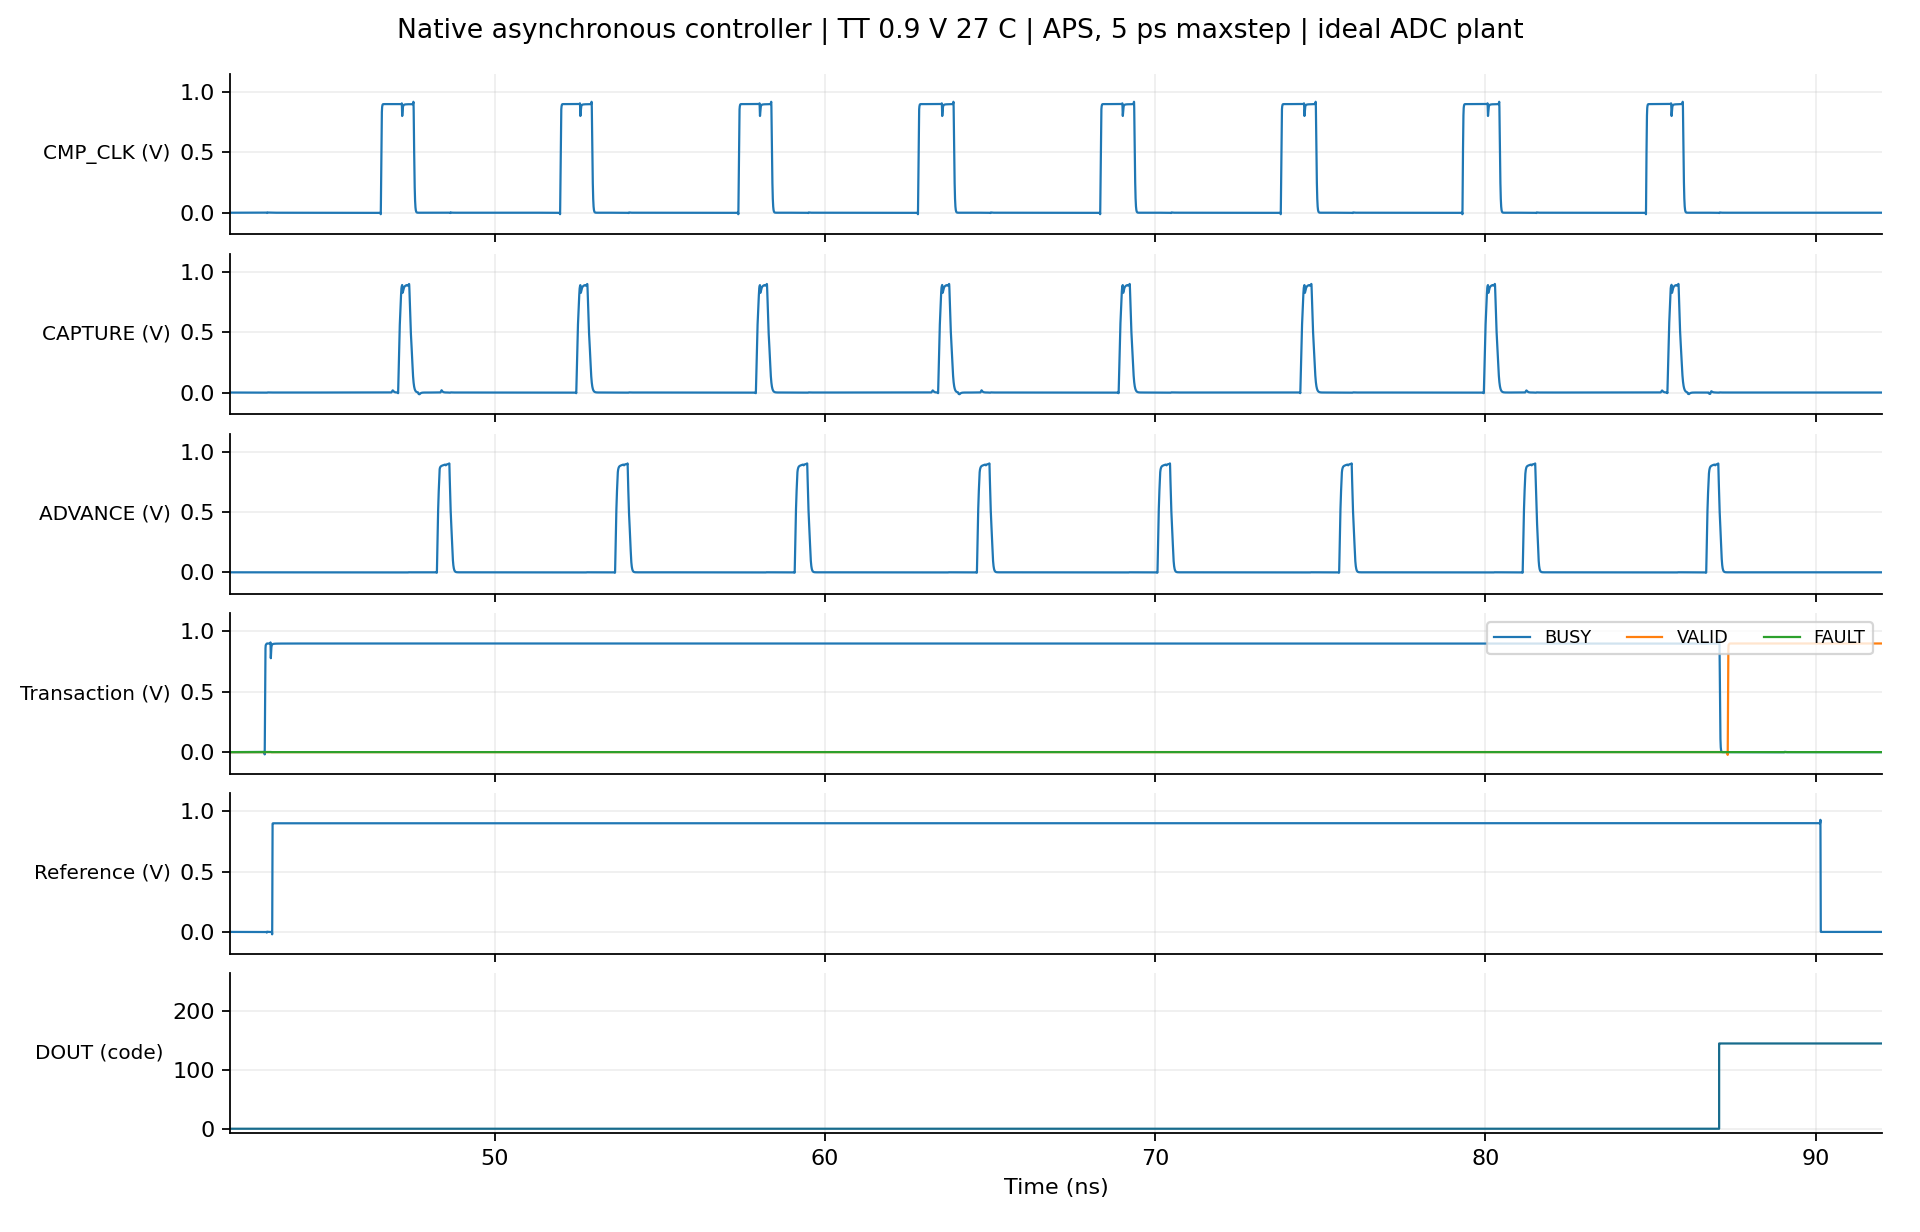 Native asynchronous controller | TT 0.9 V 27 C | APS, 5 ps maxstep | ideal ADC plant
1.0
CMP_CLK (V) 0.5
0.0
1.0
CAPTURE (V) 0.5
0.0
1.0
ADVANCE (V) 0.5
0.0
1.0
BUSY VALID FAULT
Transaction (V) 0.5
0.0
1.0
Reference (V) 0.5
0.0
200
DOUT (code)
100
0
50 60 70 80 90
Time (ns)